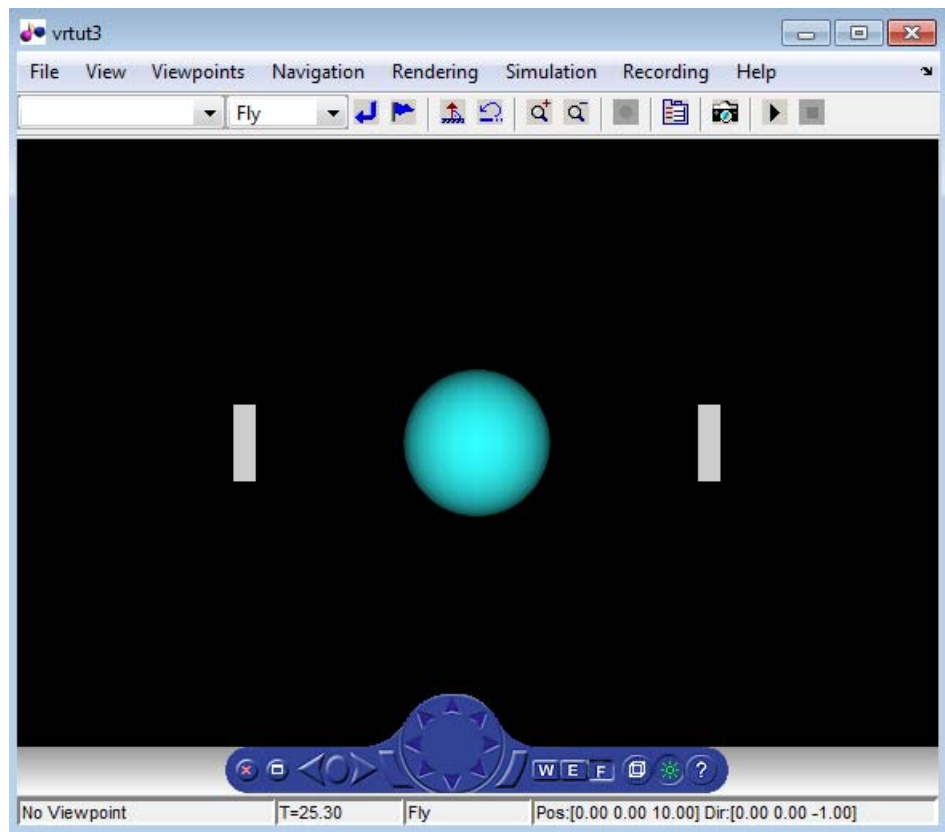 vrtut3
File View Viewpoints Navigation Rendering Simulation Recording Help
Fly
W E F ?
No Viewpoint T=25.30 Fly Pos:[0.00 0.00 10.00] Dir:[0.00 0.00 -1.00]